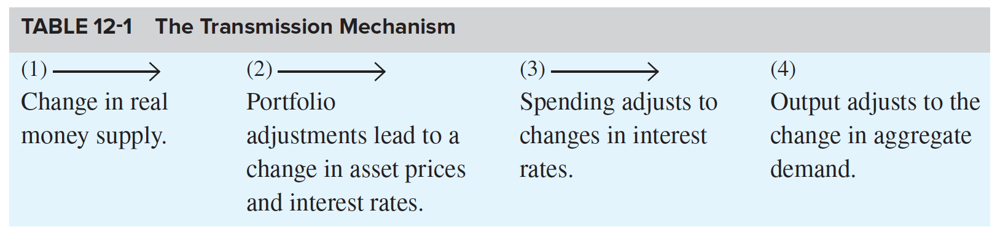 TABLE 12-1 The Transmission Mechanism
(1)
Change in real
money supply.
(2)
Portfolio
adjustments lead to a
change in asset prices
and interest rates.
(3)
Spending adjusts to
changes in interest
rates.
(4)
Output adjusts to the
change in aggregate
demand.